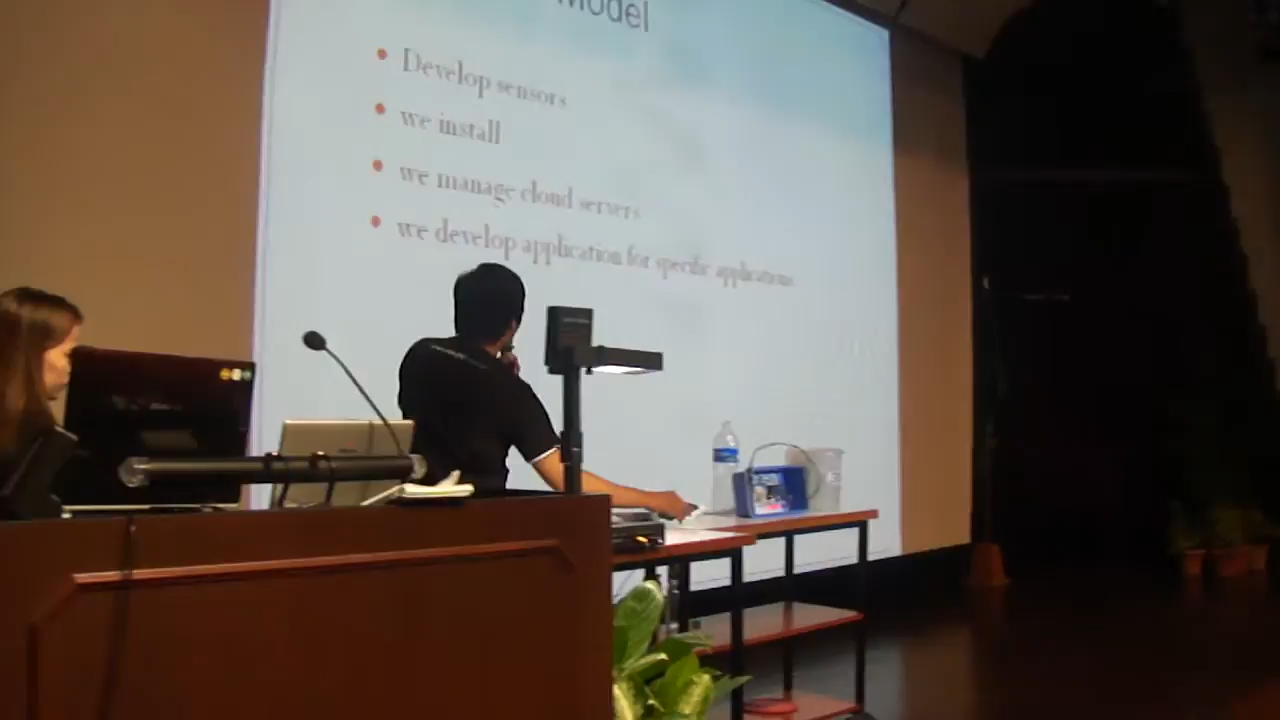 Model
Develop sensors
we install
we manage cloud servers
we develop application for specific applications